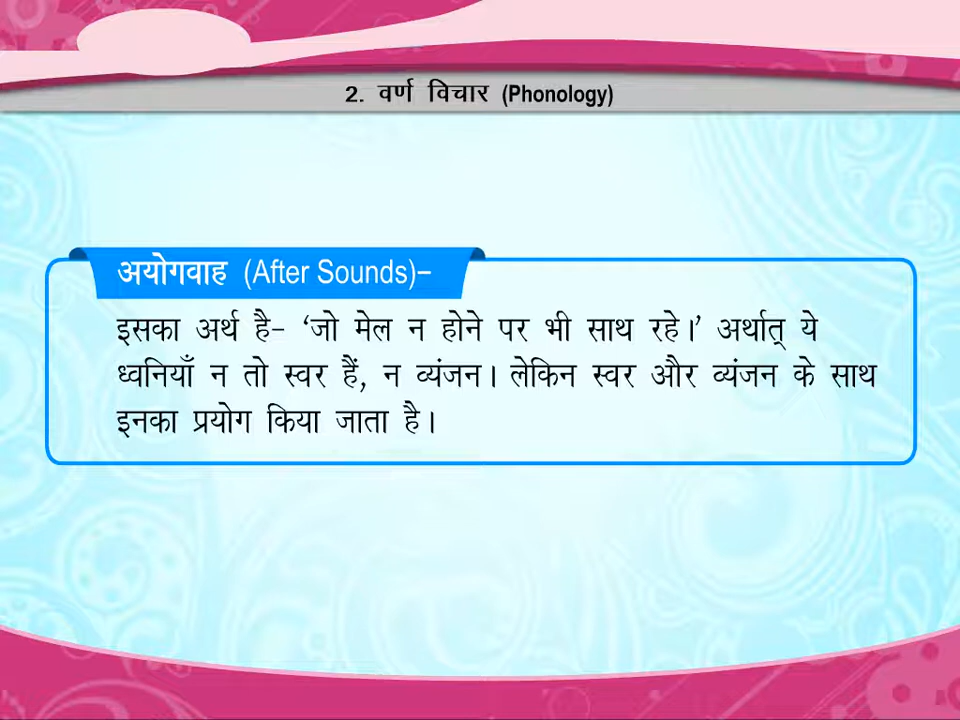 2. वर्ण विचार (Phonology)
अयोगवाह (After Sounds)–
इसका अर्थ है– ‘जो मेल न होने पर भी साथ रहे।’ अर्थात् ये
ध्वनियाँ न तो स्वर हैं, न व्यंजन। लेकिन स्वर और व्यंजन के साथ
इनका प्रयोग किया जाता है।